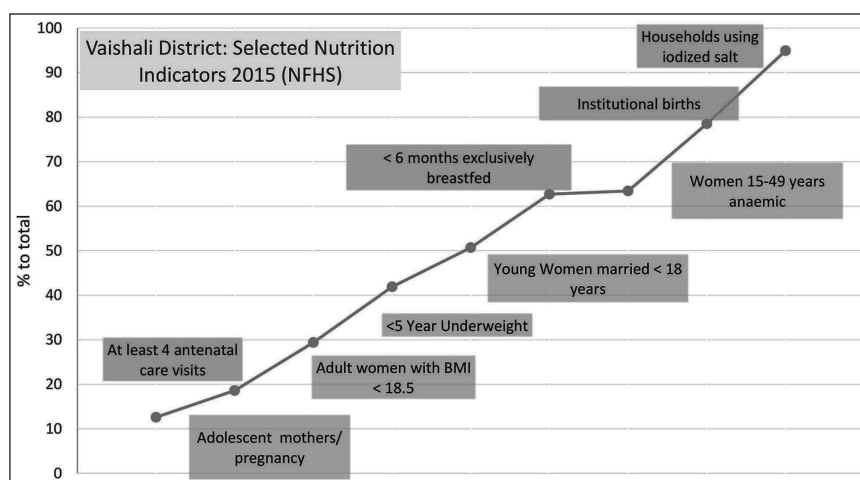 Vaishali District: Selected Nutrition
Indicators 2015 (NFHS)
% to total
100
90
80
70
60
50
40
30
20
10
0
Households using
iodized salt
Institutional births
< 6 months exclusively
breastfed
Women 15-49 years
anaemic
Young Women married < 18
years
<5 Year Underweight
At least 4 antenatal
care visits
Adult women with BMI
< 18.5
Adolescent mothers/
pregnancy